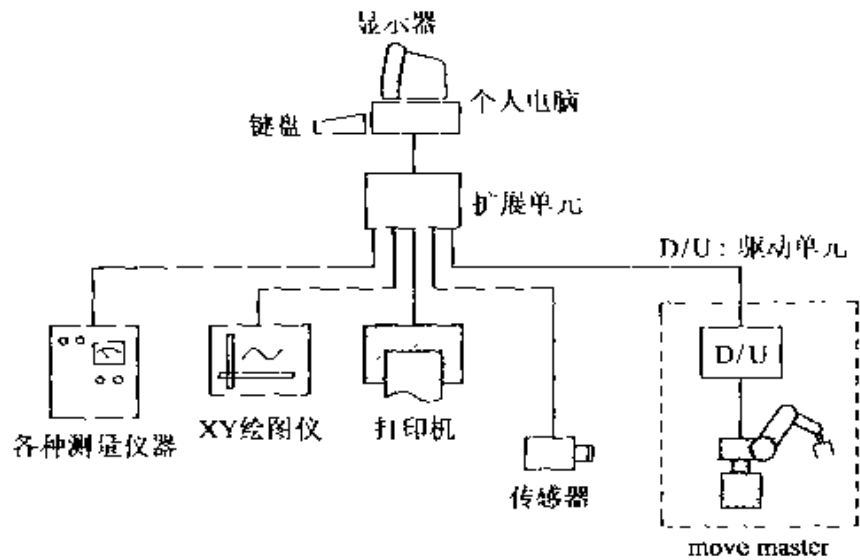 显示器
个人电脑
键盘
扩展单元
D/U：驱动单元
D/U
各种测量仪器
XY绘图仪
打印机
传感器
move master